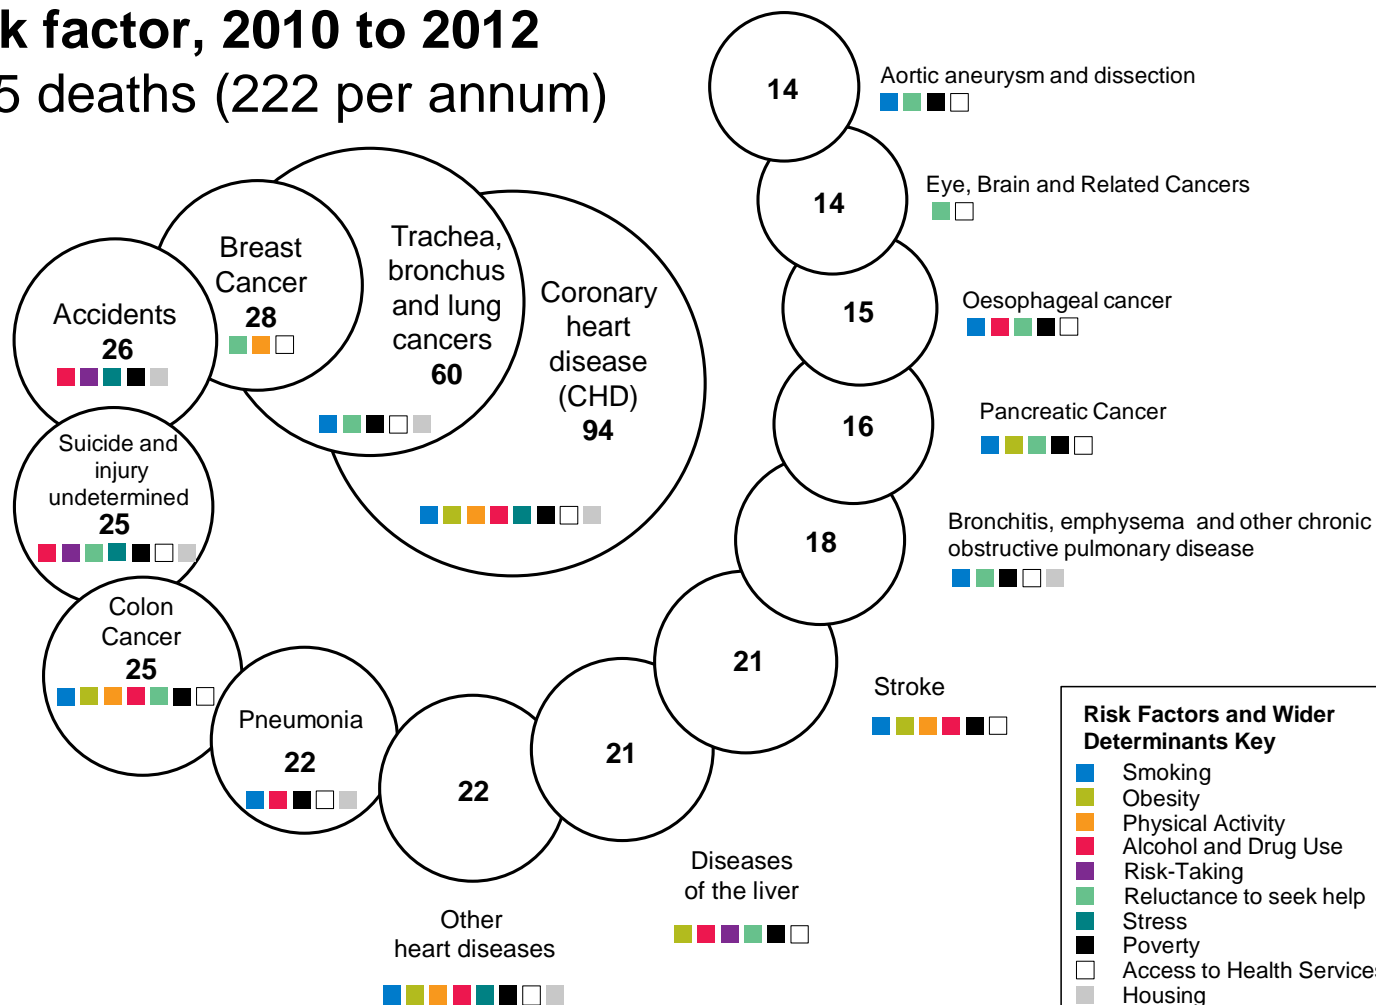 k factor, 2010 to 2012
5 deaths (222 per annum)
14
Aortic aneurysm and dissection
14
Eye, Brain and Related Cancers
15
Oesophageal cancer
16
Pancreatic Cancer
18
Bronchitis, emphysema and other chronic
obstructive pulmonary disease
21
Stroke
21
Diseases
of the liver
22
Other
heart diseases
Pneumonia
22
Colon
Cancer
25
Suicide and
injury
undetermined
25
Accidents
26
Breast
Cancer
28
Trachea,
bronchus
and lung
cancers
60
Coronary
heart
disease
(CHD)
94
Risk Factors and Wider
Determinants Key
Smoking
Obesity
Physical Activity
Alcohol and Drug Use
Risk-Taking
Reluctance to seek help
Stress
Poverty
Access to Health Services
Housing